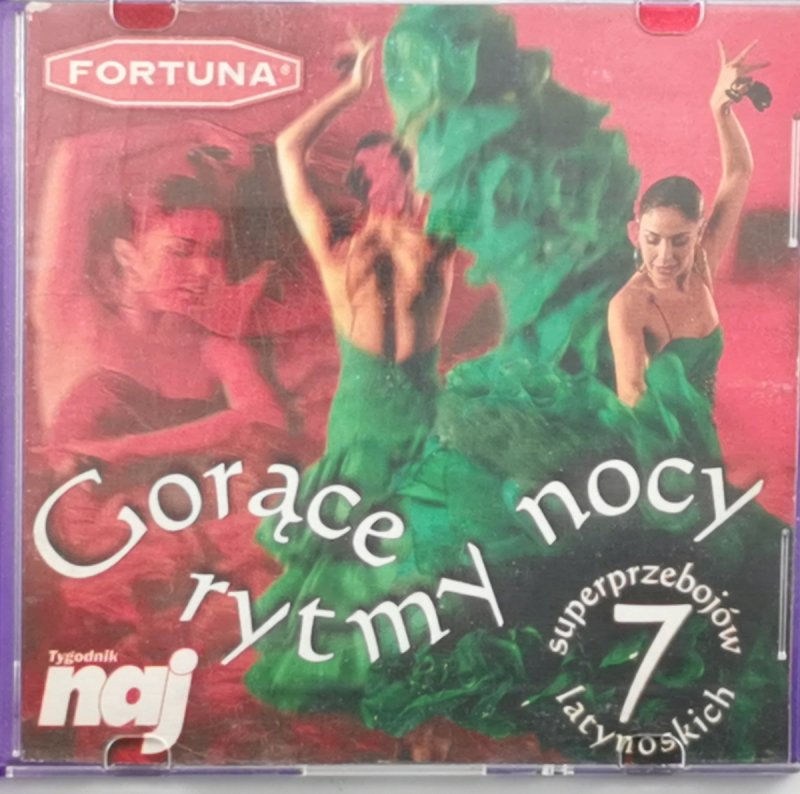 FORTUNA®
Gorące
rytmy
nocy
superprzebojów
7
latynoskich
Tygodnik
naj